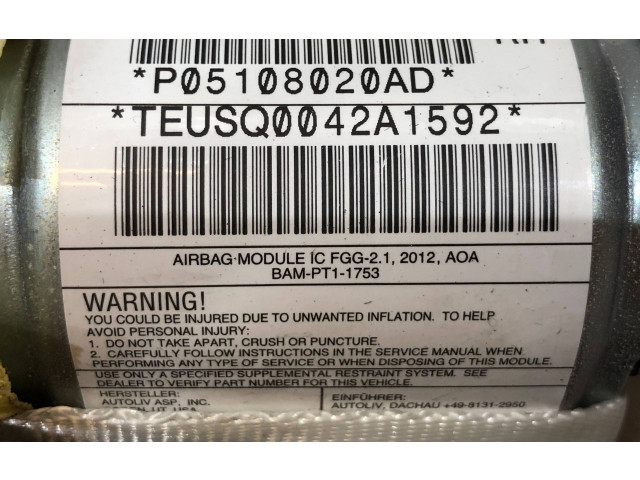 *P05108020AD*
*TEUSQ0042A1592*
AIRBAG MODULE IC FGG-2.1, 2012, AOA
BAM-PT1-1753
WARNING!
YOU COULD BE INJURED DUE TO UNWANTED INFLATION. TO HELP
AVOID PERSONAL INJURY:
1. DO NOT TAKE APART, CRUSH OR PUNCTURE.
2. CAREFULLY FOLLOW INSTRUCTIONS IN THE SERVICE MANUAL WHEN
PERFORMING ANY TYPE OF SERVICE OR WHEN DISPOSING OF THIS MODULE.
USE ONLY A SPECIFIED SUPPLEMENTAL RESTRAINT SYSTEM. SEE
DEALER TO VERIFY PART NUMBER FOR THIS VEHICLE.
HERSTELLER:
AUTOLIV ASP, INC.
EINFÜHRER:
AUTOLIV, DACHAU +49-8131-2950